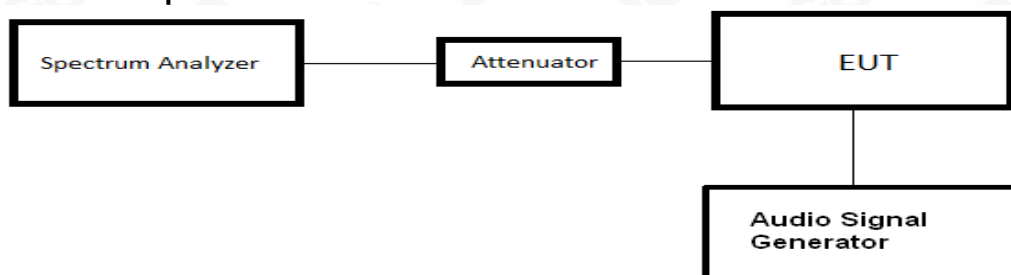 Spectrum Analyzer
Attenuator
EUT
Audio Signal
Generator